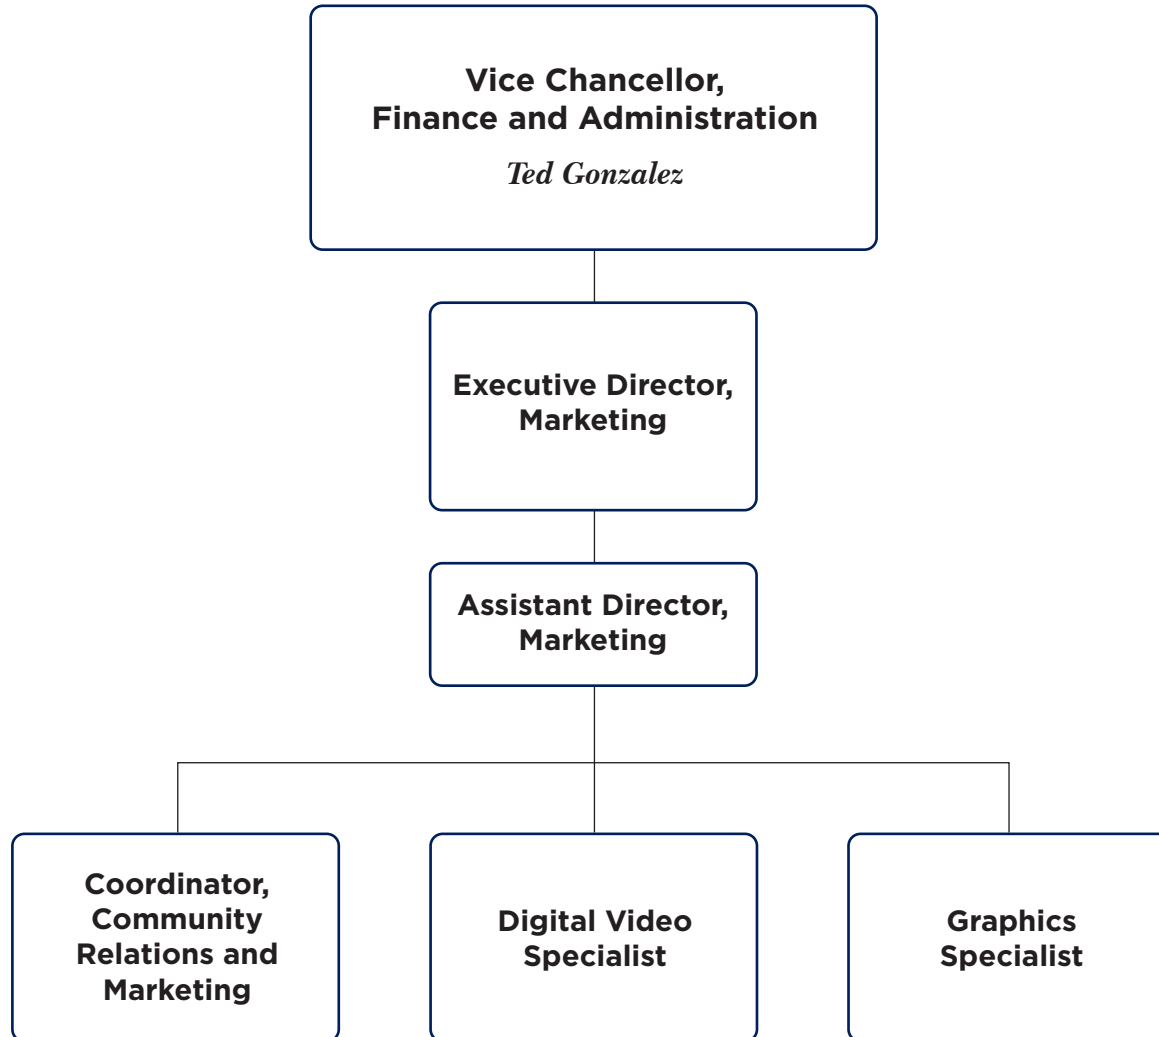 Vice Chancellor,
Finance and Administration
Ted Gonzalez
Executive Director,
Marketing
Assistant Director,
Marketing
Coordinator,
Community
Relations and
Marketing
Digital Video
Specialist
Graphics
Specialist